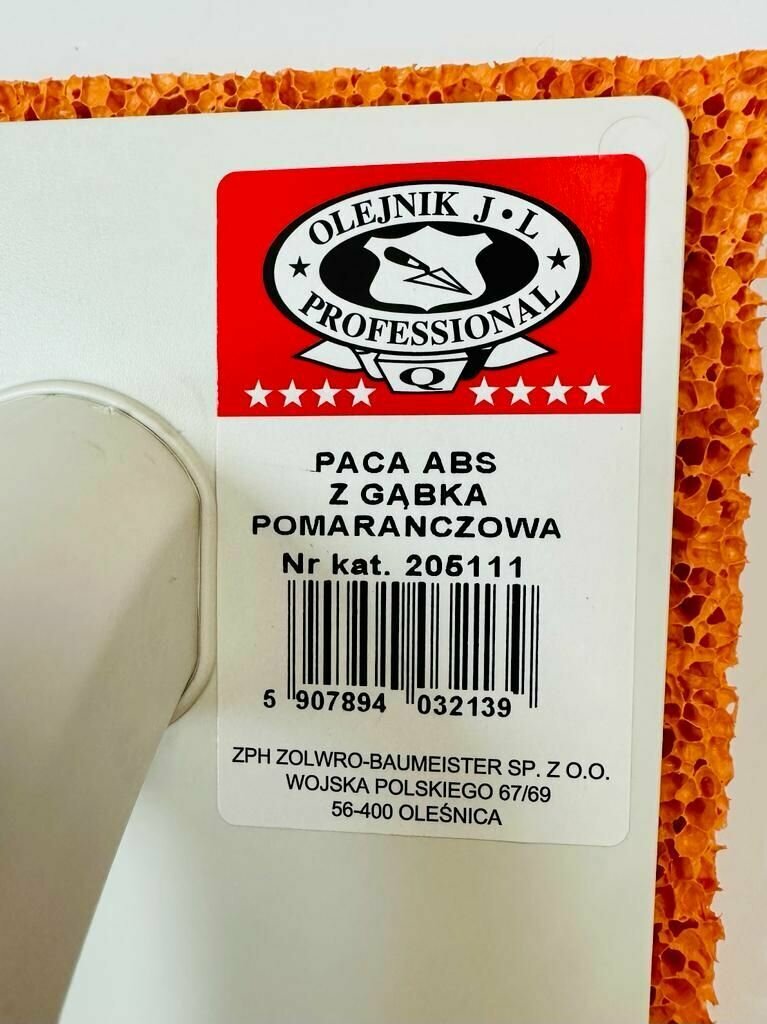 OLEJNIK J • L
PROFESSIONAL
Q
PACA ABS
Z GĄBKA
POMARANCZOWA
Nr kat. 205111
5 907894 032139
ZPH ZOLWRO-BAUMEISTER SP. Z O.O.
WOJSKA POLSKIEGO 67/69
56-400 OLEŚNICA